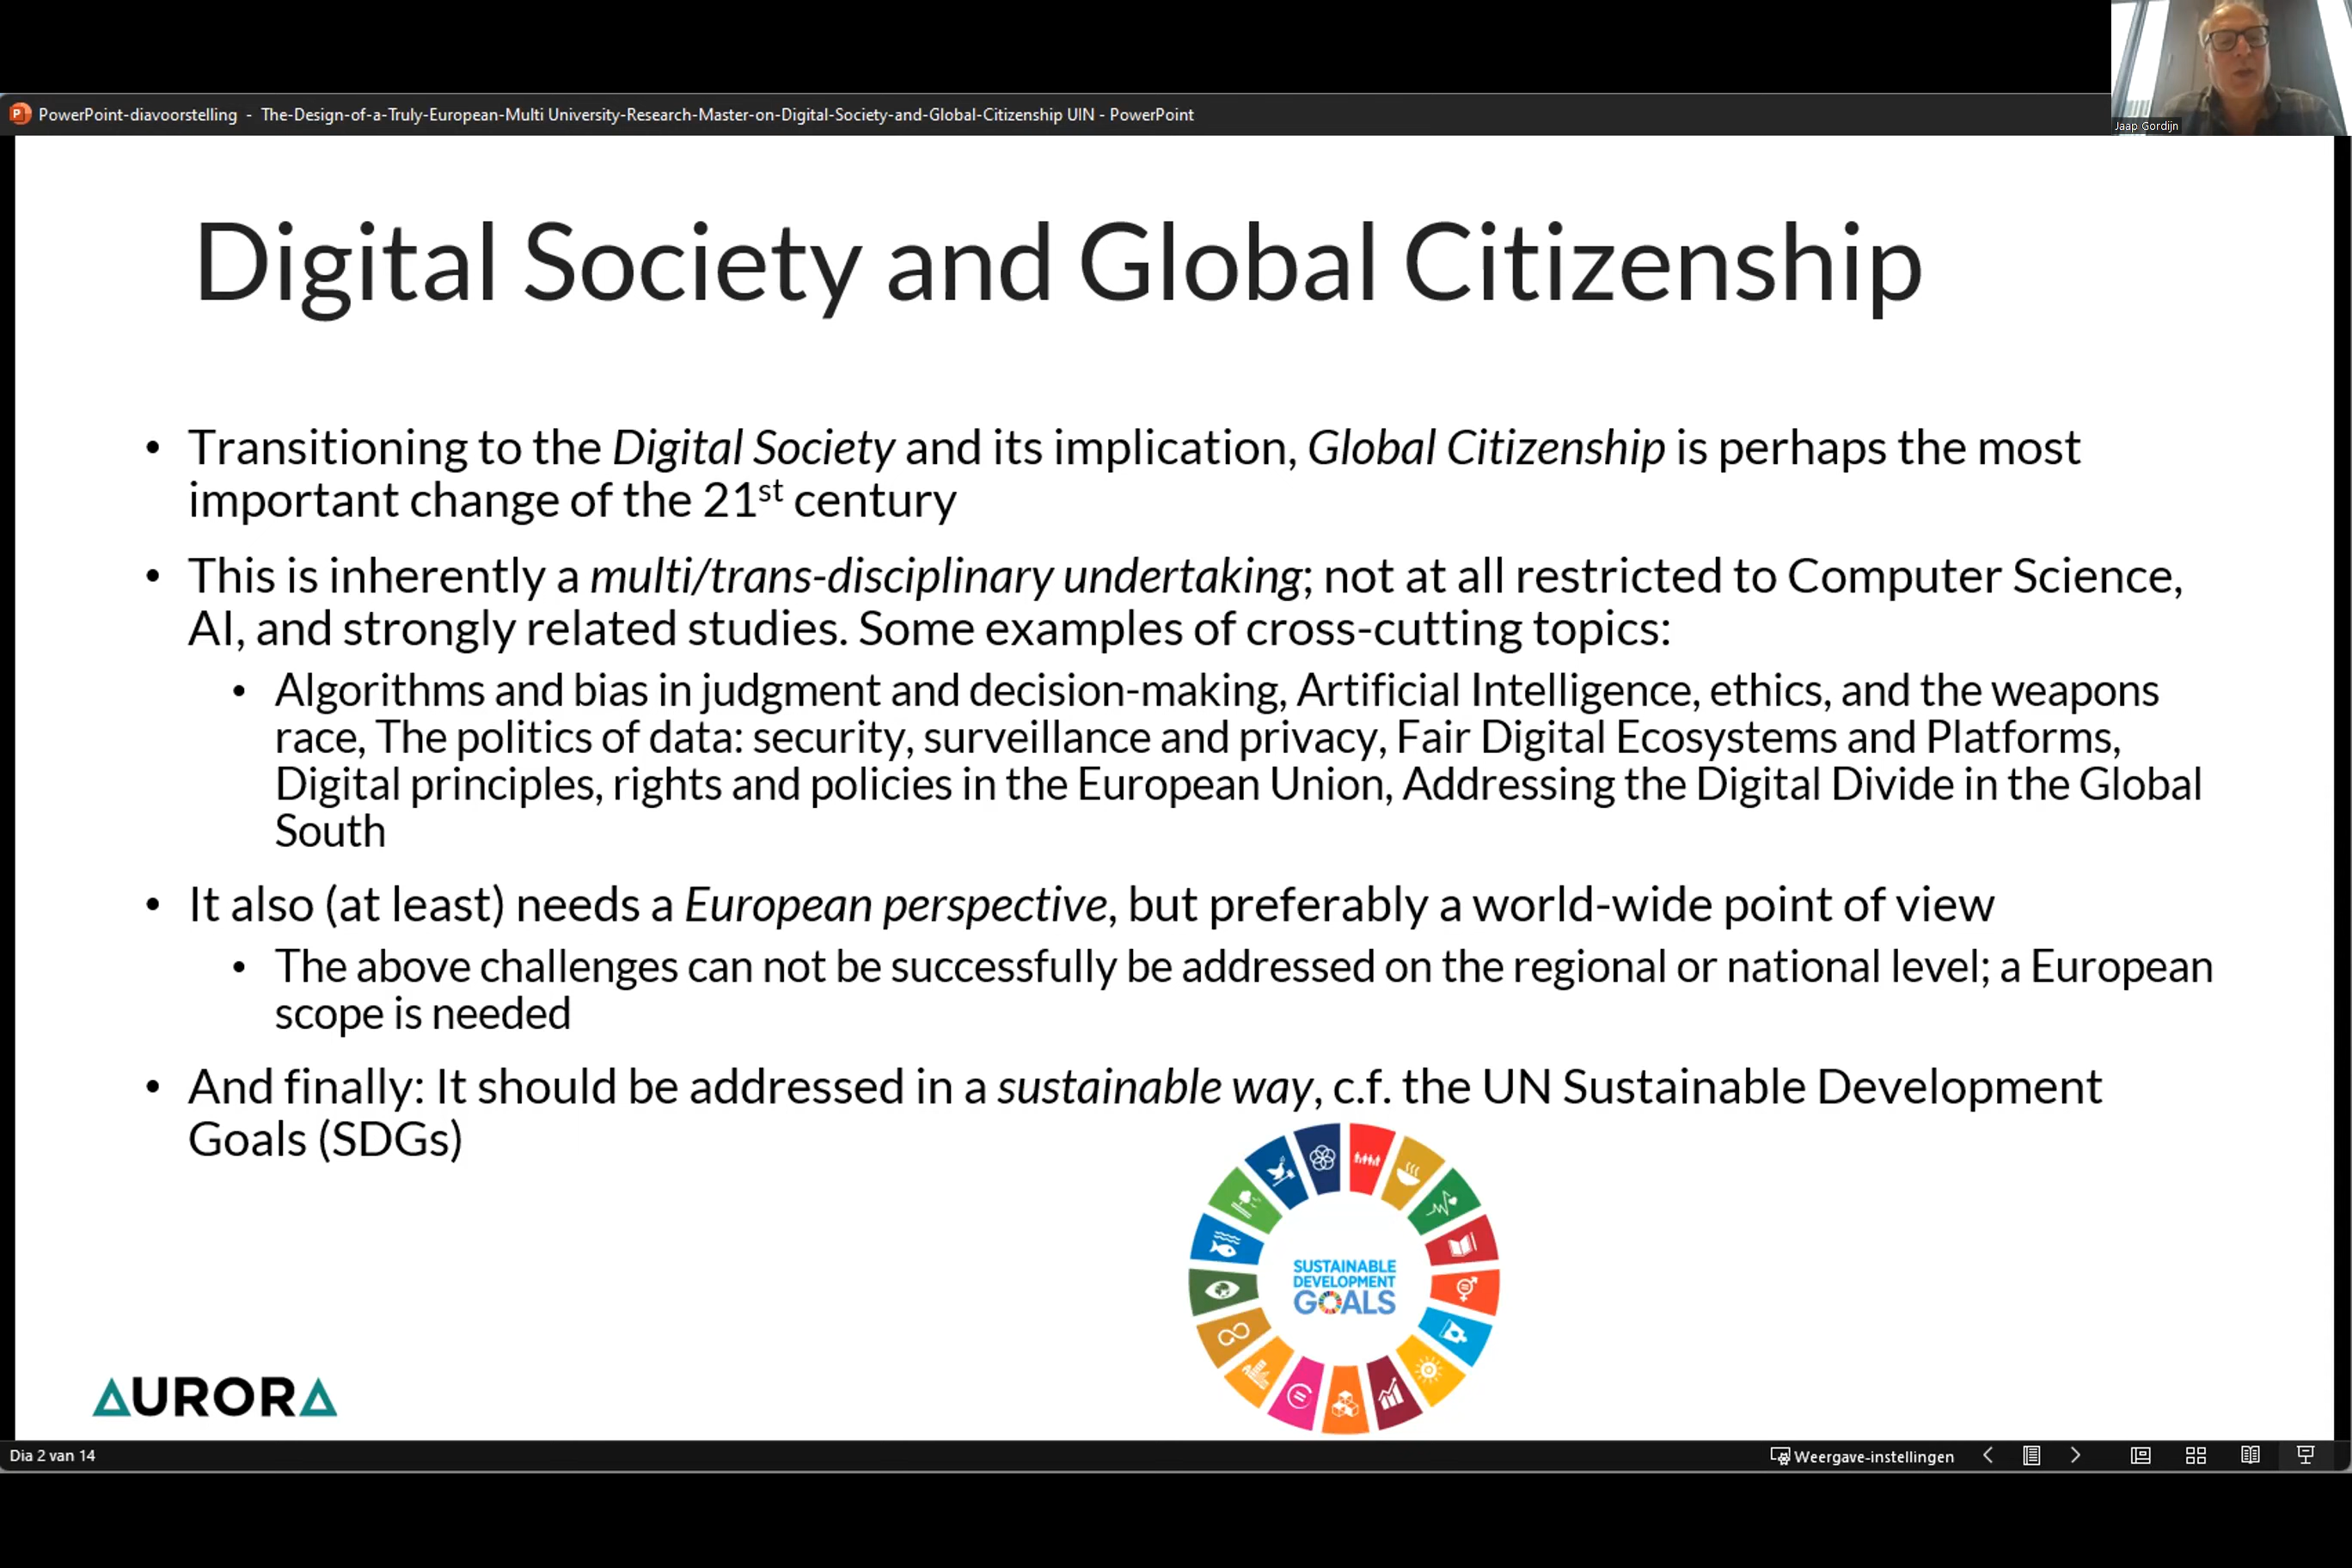 Jaap Gordijn
PowerPoint-diavoorstelling - The-Design-of-a-Truly-European-Multi University-Research-Master-on-Digital-Society-and-Global-Citizenship UIN - PowerPoint
Digital Society and Global Citizenship
• Transitioning to the Digital Society and its implication, Global Citizenship is perhaps the most
important change of the 21st century
• This is inherently a multi/trans-disciplinary undertaking; not at all restricted to Computer Science,
AI, and strongly related studies. Some examples of cross-cutting topics:
• Algorithms and bias in judgment and decision-making, Artificial Intelligence, ethics, and the weapons
race, The politics of data: security, surveillance and privacy, Fair Digital Ecosystems and Platforms,
Digital principles, rights and policies in the European Union, Addressing the Digital Divide in the Global
South
• It also (at least) needs a European perspective, but preferably a world-wide point of view
• The above challenges can not be successfully be addressed on the regional or national level; a European
scope is needed
• And finally: It should be addressed in a sustainable way, c.f. the UN Sustainable Development
Goals (SDGs)
SUSTAINABLE
DEVELOPMENT
GOALS
AURORA
Dia 2 van 14
Weergave-instellingen